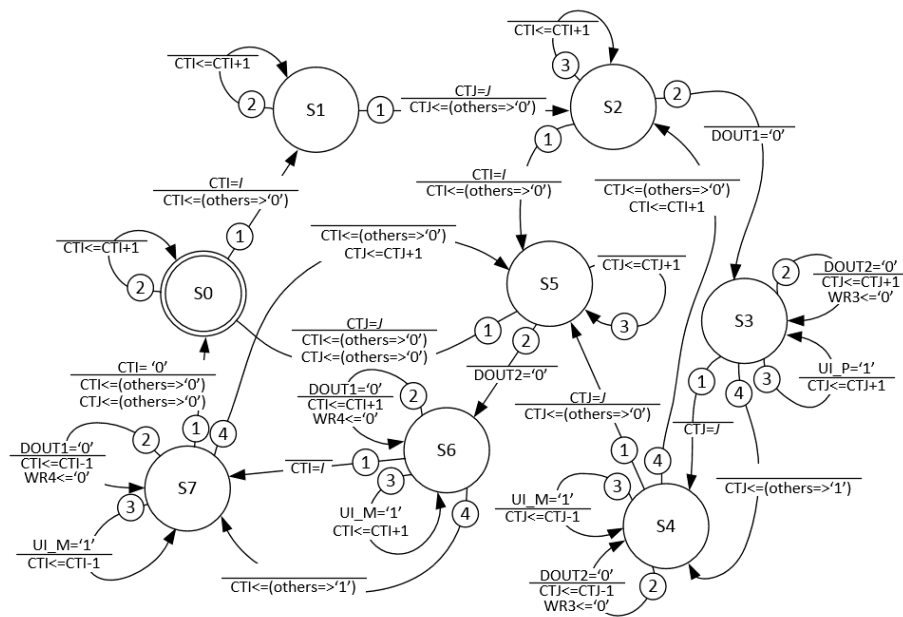 CTI<=CTI+1
2
S1
1
CTJ=J
CTJ<=(others=>‘0’)
CTI<=CTI+1
3
S2
2
1
DOUT1=‘0’
CTI=I
CTI<=(others=>‘0’)
1
CTI=I
CTI<=(others=>‘0’)
CTJ<=(others=>‘0’)
CTI<=CTI+1
CTI<=CTI+1
2
S0
CTI<=(others=>‘0’)
CTJ<=CTJ+1
S5
CTJ<=CTJ+1
3
1
2
CTJ=J
CTI<=(others=>‘0’)
CTJ<=(others=>‘0’)
DOUT2=‘0’
2
DOUT2=‘0’
CTJ<=CTJ+1
WR3<=‘0’
S3
UI_P=‘1’
CTJ<=CTJ+1
3
1
4
CTJ=J
CTJ<=(others=>‘1’)
CTI= ‘0’
CTI<=(others=>‘0’)
CTJ<=(others=>‘0’)
1
4
2
DOUT1=‘0’
CTI<=CTI-1
WR4<=‘0’
S7
3
UI_M=‘1’
CTI<=CTI-1
DOUT1=‘0’
CTI<=CTI+1
WR4<=‘0’
2
S6
CTI=I
1
3
4
UI_M=‘1’
CTI<=CTI+1
CTI<=(others=>‘1’)
CTJ=J
CTJ<=(others=>‘0’)
1
4
3
UI_M=‘1’
CTJ<=CTJ-1
S4
DOUT2=‘0’
CTJ<=CTJ-1
WR3<=‘0’
2